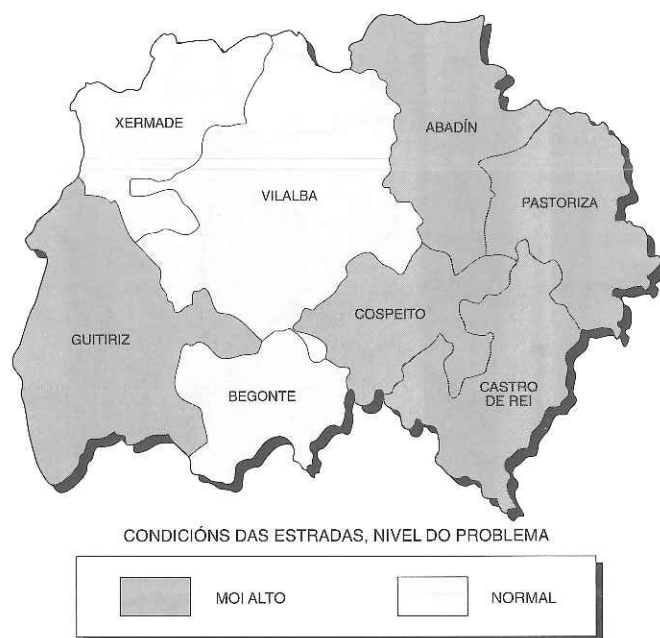 XERMADE
ABADÍN
VILALBA
PASTORIZA
COSPEITO
GUITIRIZ
BEGONTE
CASTRO
DE REI
CONDICIÓNS DAS ESTRADAS, NIVEL DO PROBLEMA
MOI ALTO
NORMAL